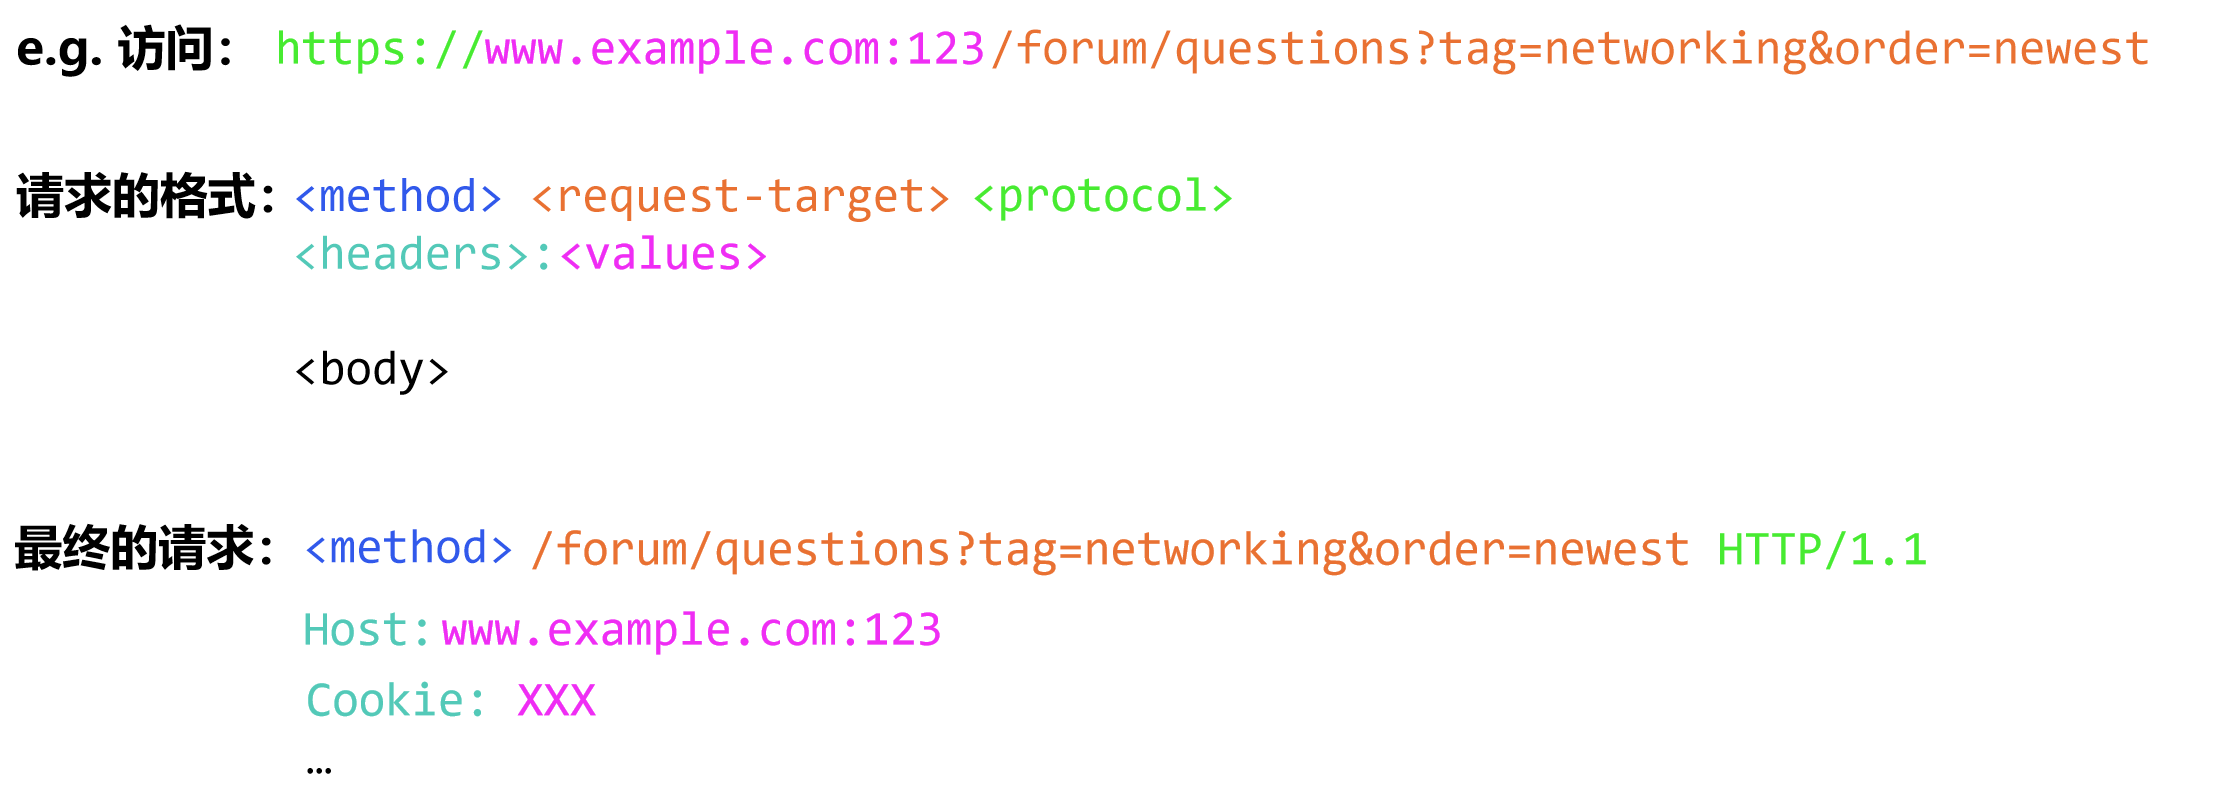 e.g. 访问： https://www.example.com:123/forum/questions?tag=networking&order=newest
请求的格式：<method> <request-target> <protocol>
<headers>:<values>
<body>
最终的请求： <method> /forum/questions?tag=networking&order=newest HTTP/1.1
Host:www.example.com:123
Cookie: XXX
…